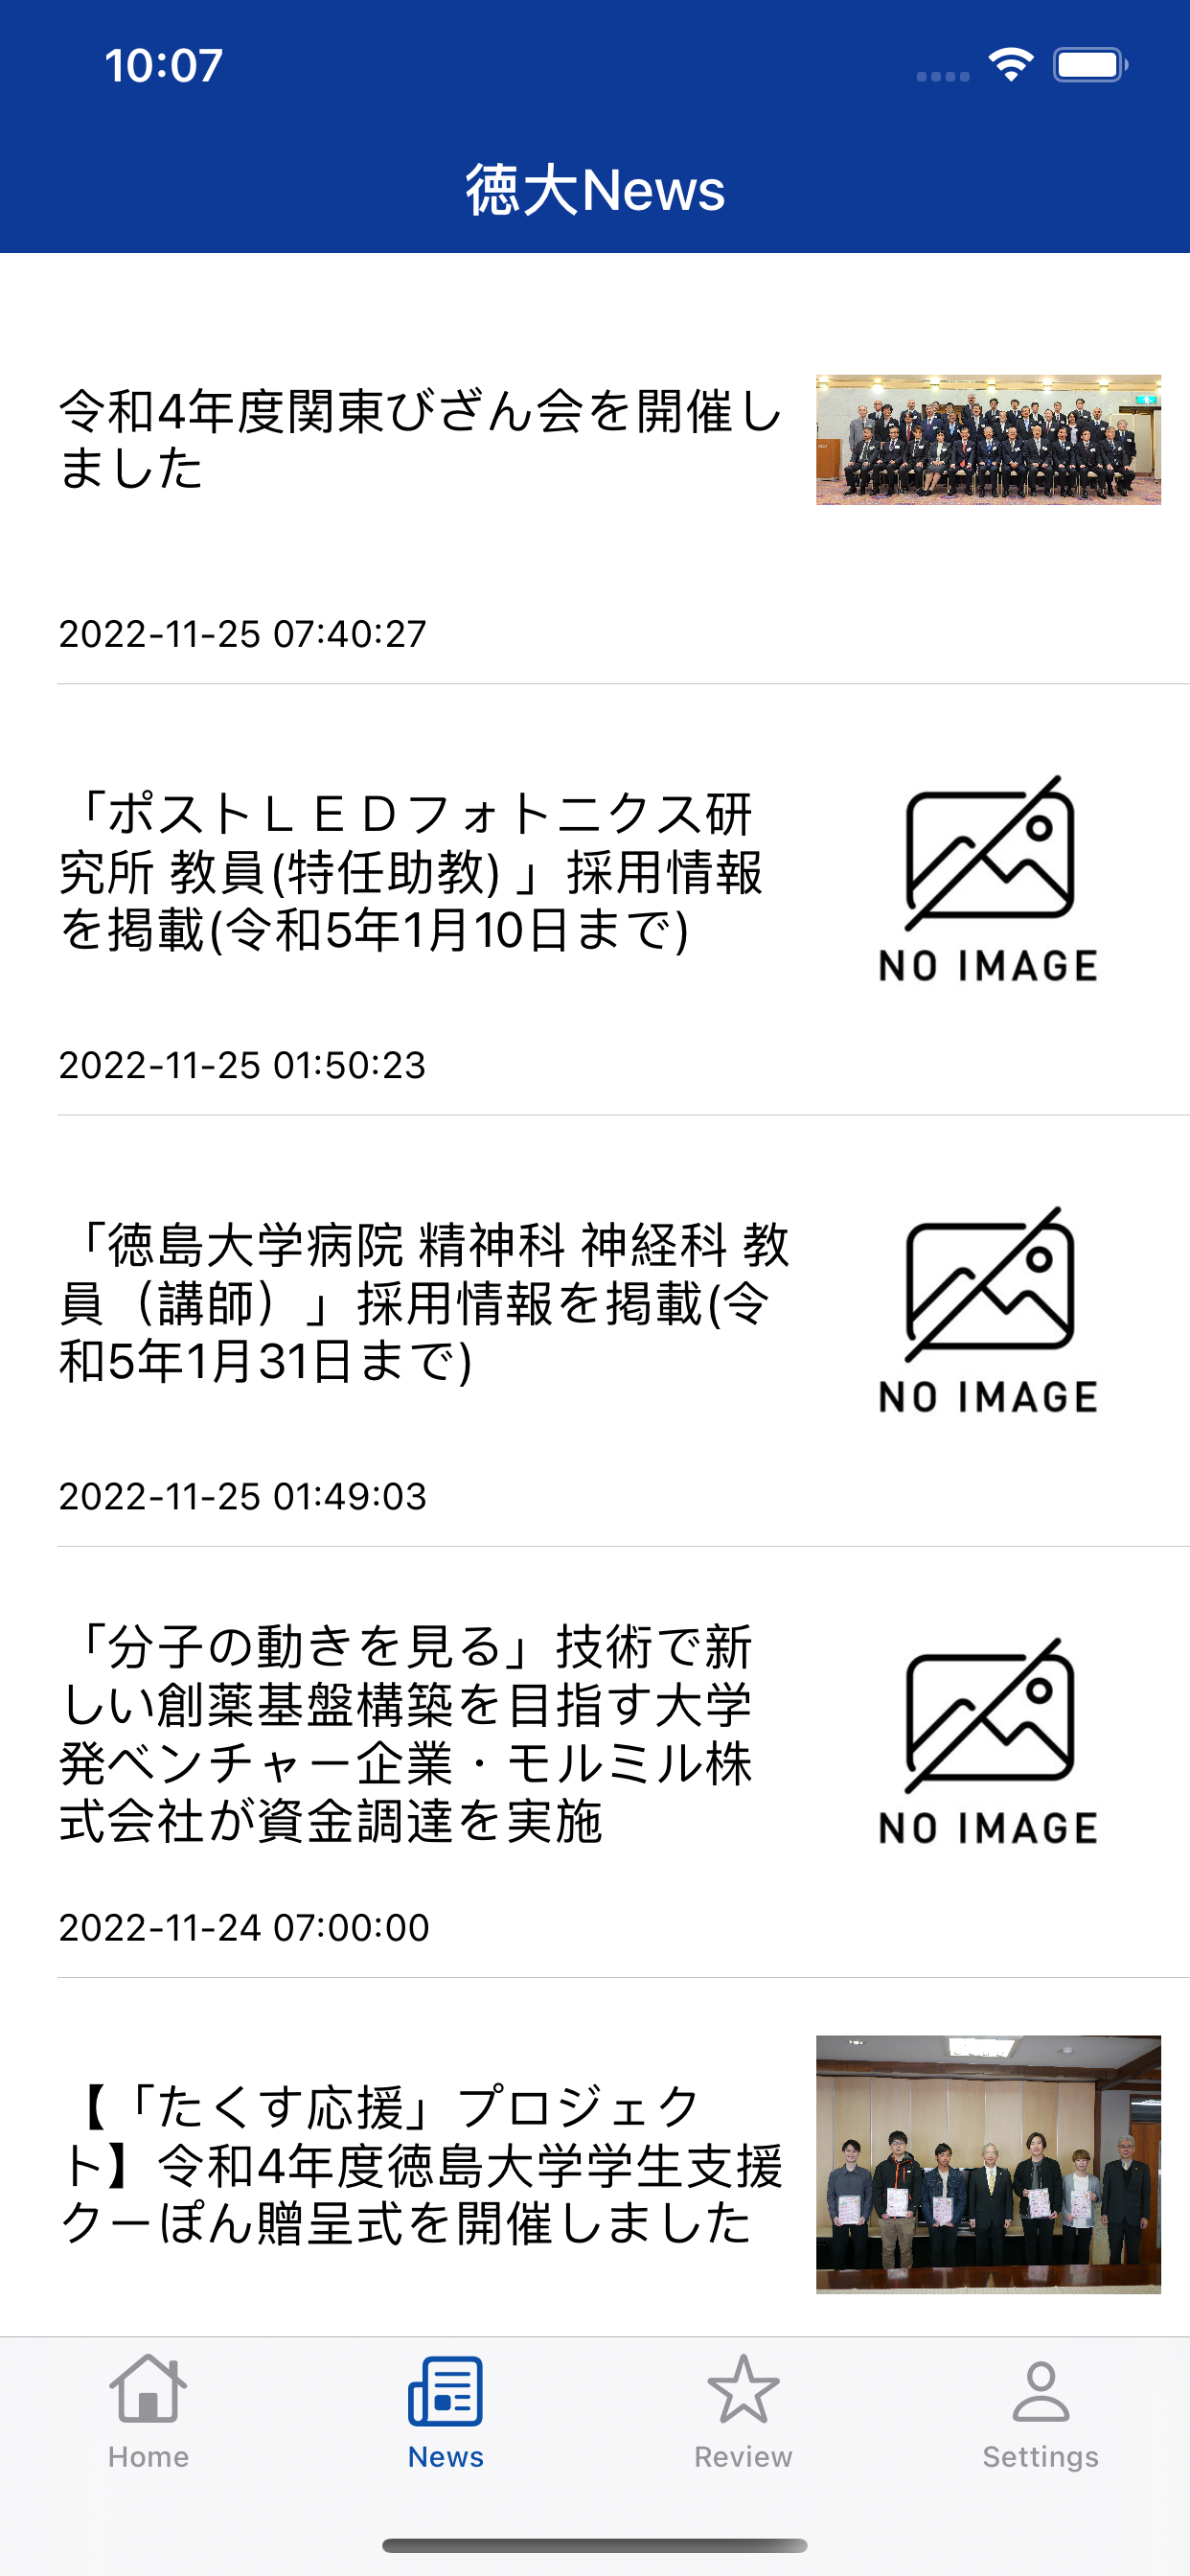 10:07
徳大News
令和4年度関東びざん会を開催し
ました
2022-11-25 07:40:27
「ポストＬＥＤフォトニクス研
究所 教員(特任助教) 」採用情報
を掲載(令和5年1月10日まで)
NO IMAGE
2022-11-25 01:50:23
「徳島大学病院 精神科 神経科 教
員（講師）」採用情報を掲載(令
和5年1月31日まで)
NO IMAGE
2022-11-25 01:49:03
「分子の動きを見る」技術で新
しい創薬基盤構築を目指す大学
発ベンチャー企業・モルミル株
式会社が資金調達を実施
NO IMAGE
2022-11-24 07:00:00
【「たくす応援」プロジェク
ト】令和4年度徳島大学学生支援
クーぽん贈呈式を開催しました
Home
News
Review
Settings